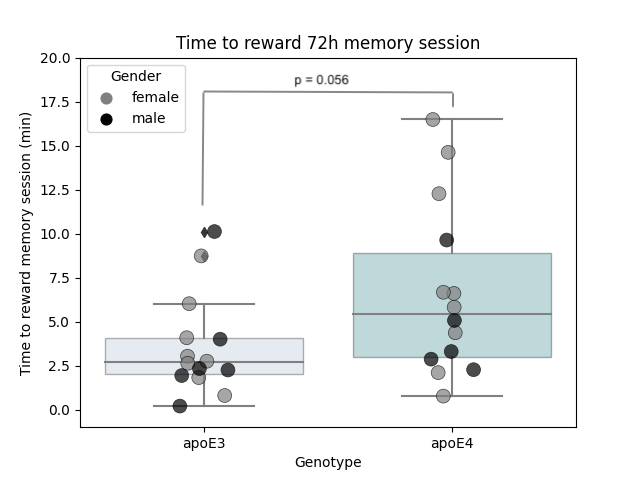 Time to reward 72h memory session
Gender
female
male
p = 0.056
Time to reward memory session (min)
20.0
17.5
15.0
12.5
10.0
7.5
5.0
2.5
0.0
apoE3
apoE4
Genotype